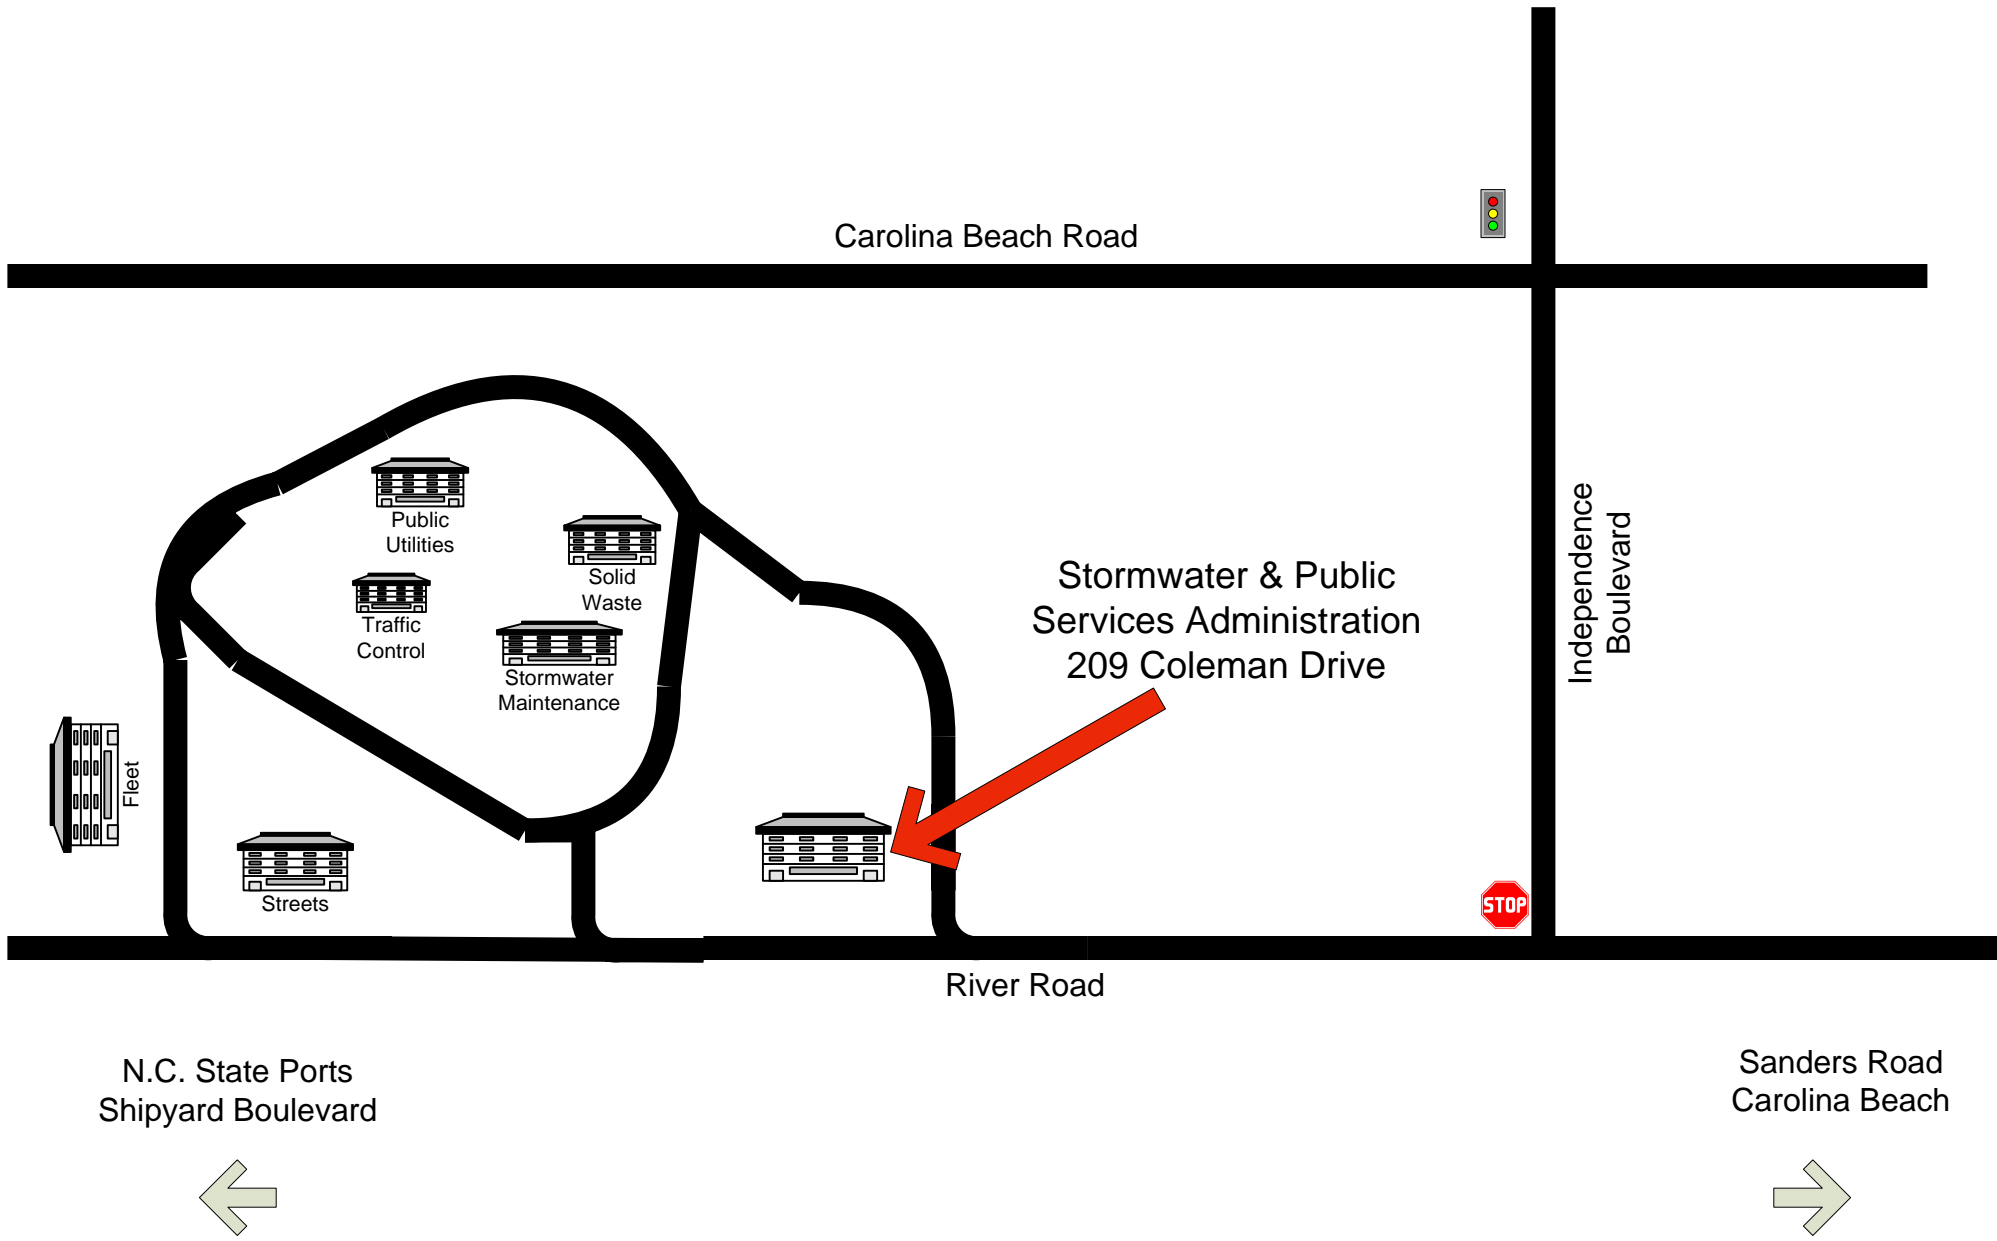 Carolina Beach Road
Independence
Boulevard
Public
Utilities
Solid
Waste
Traffic
Control
Stormwater
Maintenance
Stormwater & Public
Services Administration
209 Coleman Drive
Fleet
Streets
STOP
River Road
N.C. State Ports
Shipyard Boulevard
Sanders Road
Carolina Beach